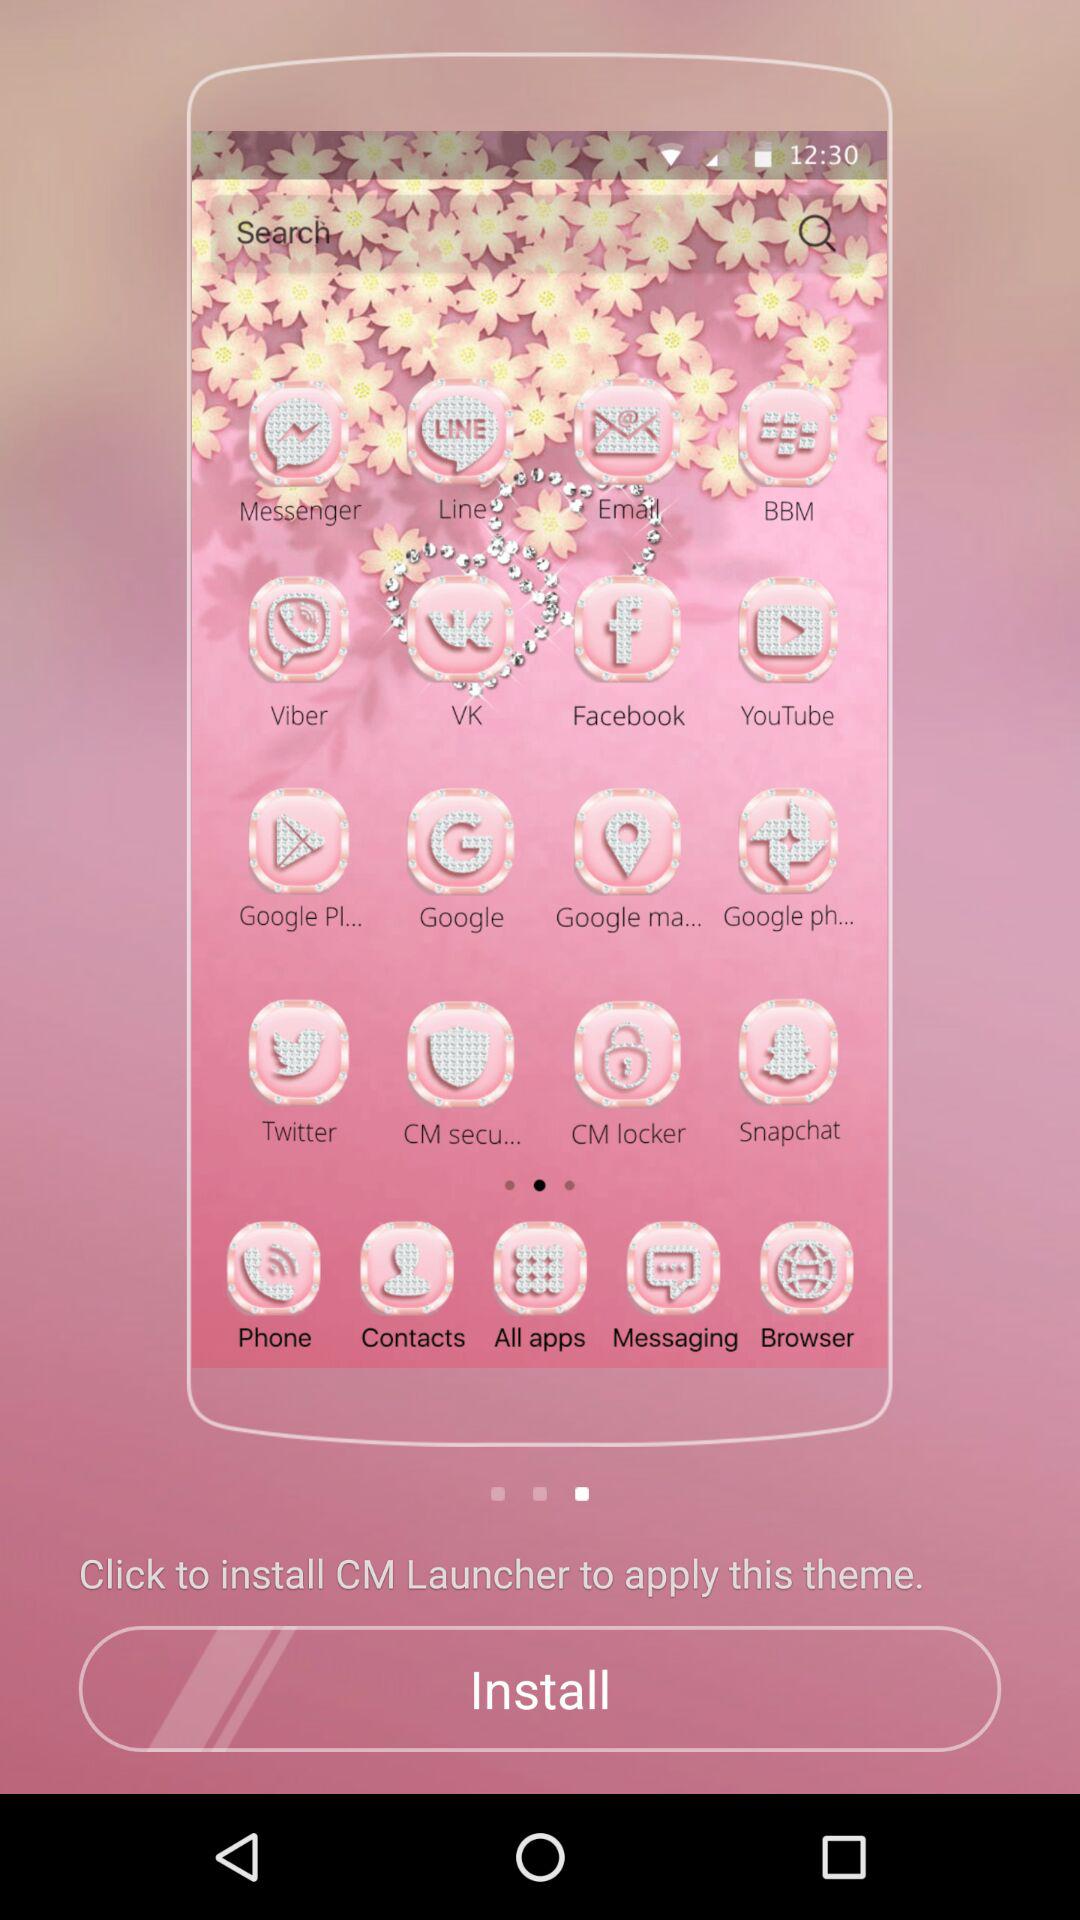 12:30
Search
LINE
Messenger Line Email BBM
Viber VK Facebook YouTube
Google Pl... Google Google ma... Google ph...
Twitter CM secu... CM locker Snapchat
Phone Contacts All apps Messaging Browser
Click to install CM Launcher to apply this theme.
Install